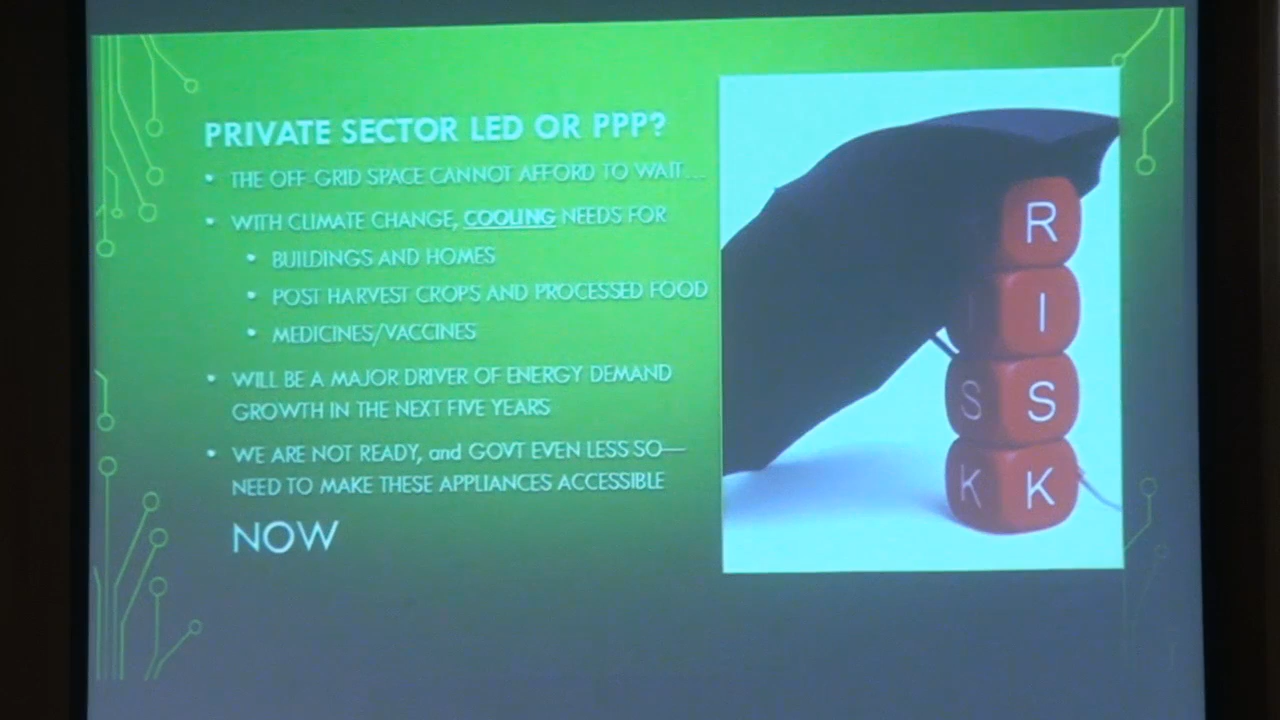 PRIVATE SECTOR LED OR PPP?
• THE OFF-GRID SPACE CANNOT AFFORD TO WAIT...
• WITH CLIMATE CHANGE, COOLING NEEDS FOR
• BUILDINGS AND HOMES
• POST HARVEST CROPS AND PROCESSED FOOD
• MEDICINES/VACCINES
• WILL BE A MAJOR DRIVER OF ENERGY DEMAND
GROWTH IN THE NEXT FIVE YEARS
• WE ARE NOT READY, and GOVT EVEN LESS SO—
NEED TO MAKE THESE APPLIANCES ACCESSIBLE
NOW
R
I I
S S
K K